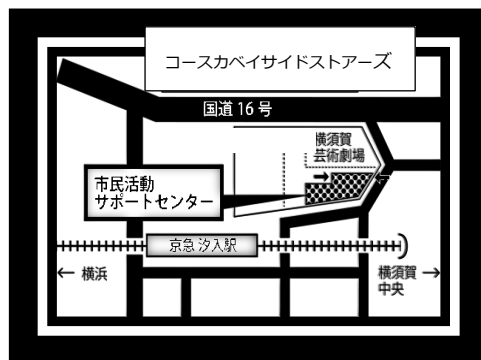 コースカベイサイドストアーズ
国道16号
横須賀
芸術劇場
市民活動
サポートセンター
京急 汐入駅
← 横浜
横須賀 →
中央